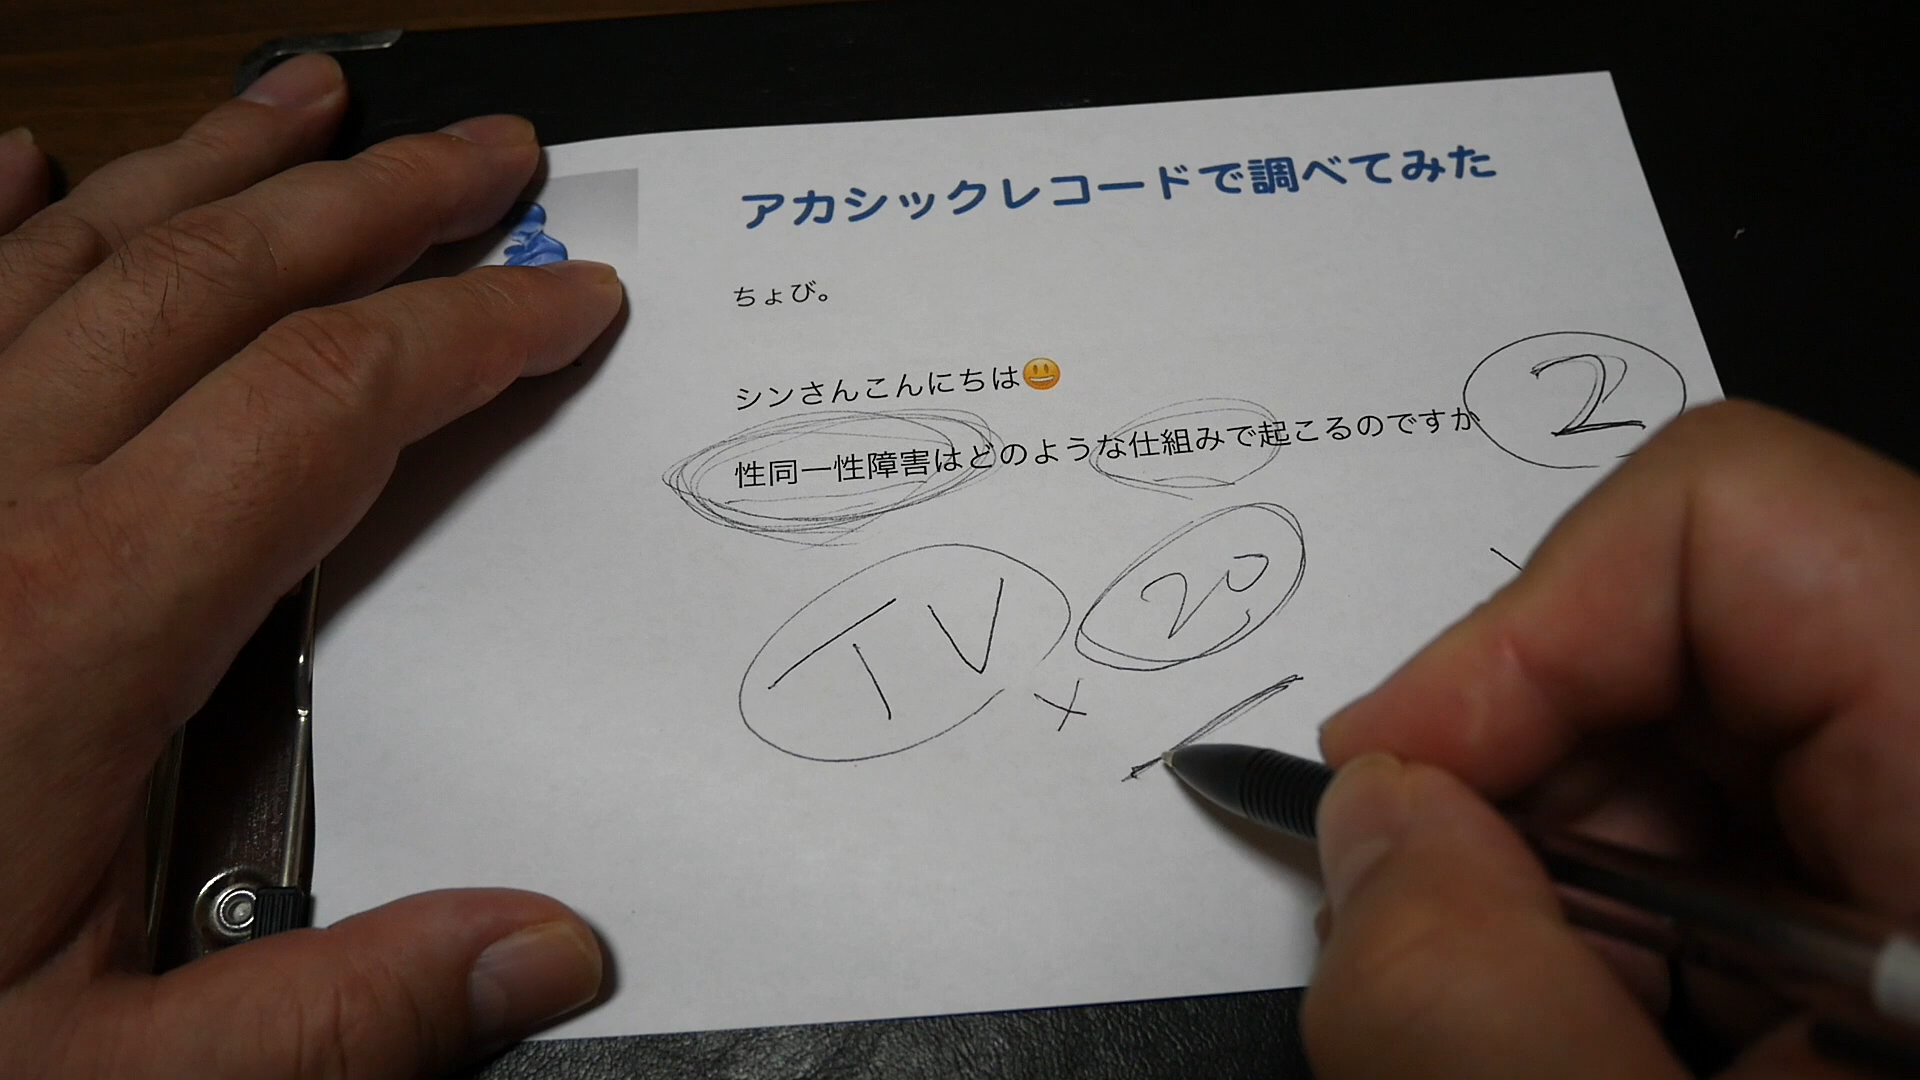 アカシックレコードで調べてみた
ちょび。
シンさんこんにちは😃
性同一性障害はどのような仕組みで起こるのですか
2
TV 20
×